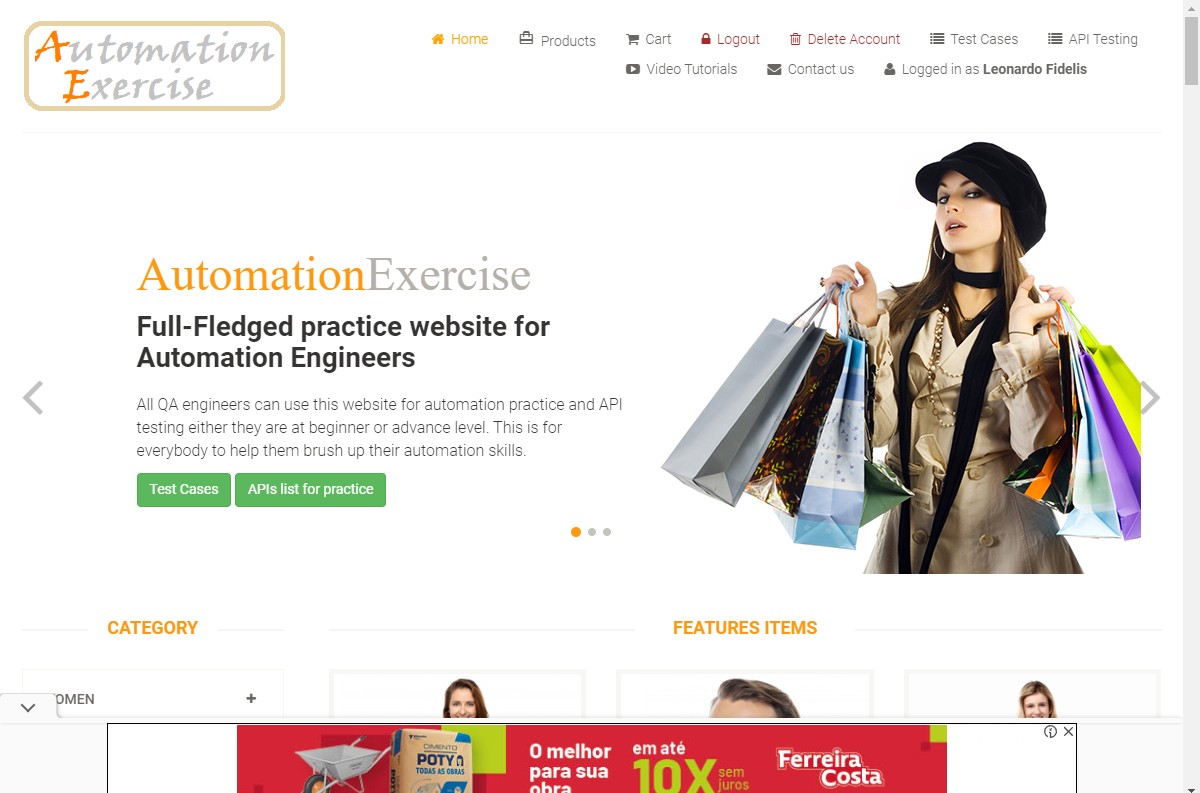 Automation
Exercise
Home
Products
Cart
Logout
Delete Account
Test Cases
API Testing
Video Tutorials
Contact us
Logged in as Leonardo Fidelis
AutomationExercise
Full-Fledged practice website for
Automation Engineers
All QA engineers can use this website for automation practice and API
testing either they are at beginner or advance level. This is for
everybody to help them brush up their automation skills.
Test Cases
APIs list for practice
CATEGORY
FEATURES ITEMS
OMEN
CIMENTO
POTY
TODAS AS OBRAS
O melhor
para sua
obra
em até
10X sem
juros
Ferreira
Costa